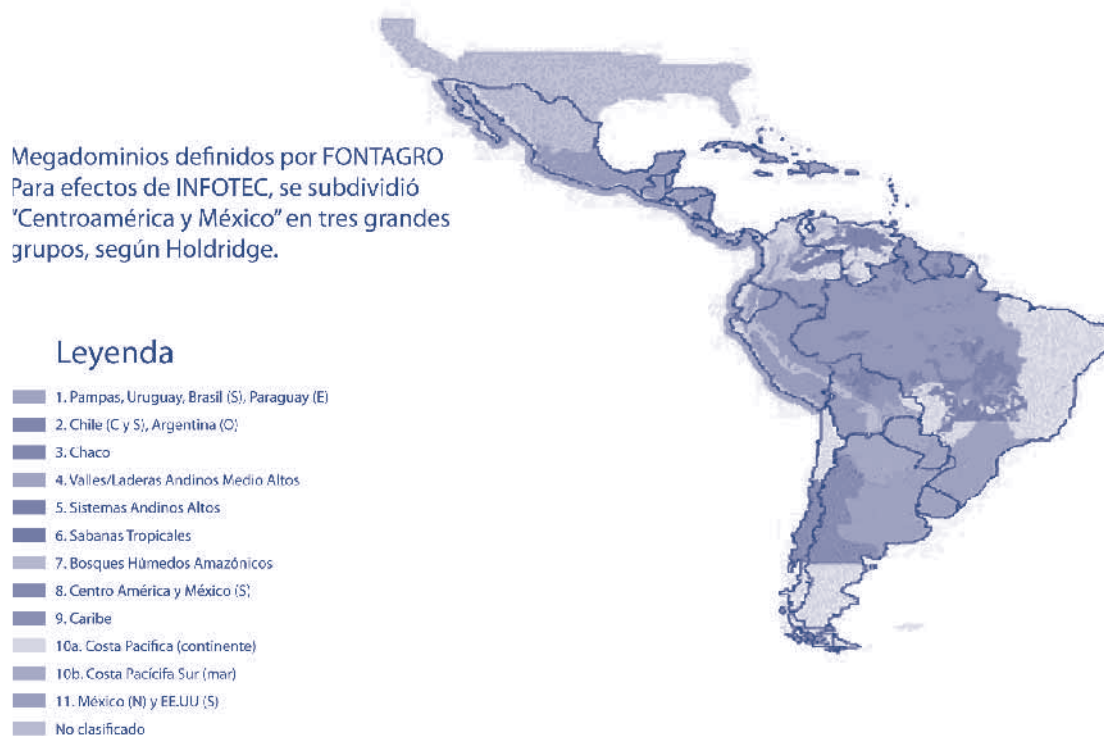 Megadominios definidos por FONTAGRO
Para efectos de INFOTEC, se subdividió
"Centroamérica y México" en tres grandes
grupos, según Holdridge.
Leyenda
1. Pampas, Uruguay, Brasil (S), Paraguay (E)
2. Chile (C y S), Argentina (O)
3. Chaco
4. Valles/Laderas Andinos Medio Altos
5. Sistemas Andinos Altos
6. Sabanas Tropicales
7. Bosques Húmedos Amazónicos
8. Centro América y México (S)
9. Caribe
10a. Costa Pacífica (continente)
10b. Costa Pacícifa Sur (mar)
11. México (N) y EE.UU (S)
No clasificado